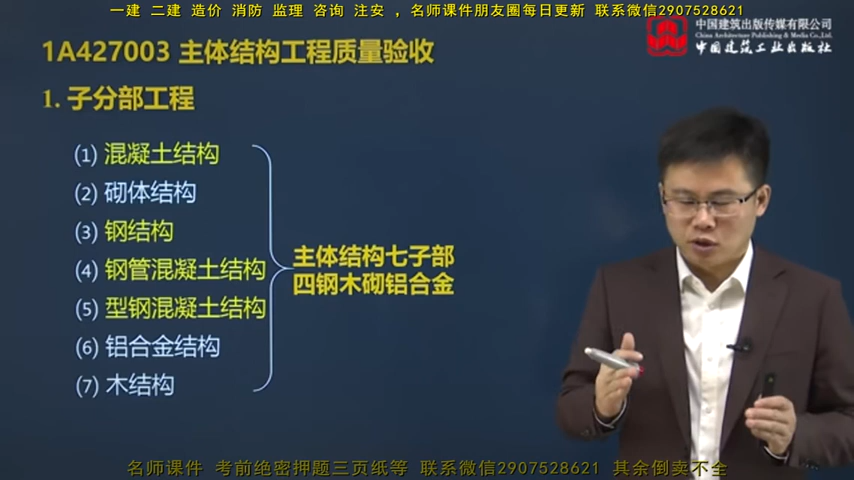 一建 二建 造价 消防 监理 咨询 注安 ，名师课件朋友圈每日更新 联系微信2907528621
中国建筑出版传媒有限公司
China Architecture Publishing & Media Co.,Ltd.
中国建筑工业出版社
1A427003 主体结构工程质量验收
1. 子分部工程
(1) 混凝土结构
(2) 砌体结构
(3) 钢结构
(4) 钢管混凝土结构
(5) 型钢混凝土结构
(6) 铝合金结构
(7) 木结构
主体结构七子部
四钢木砌铝合金
名师课件 考前绝密押题三页纸等 联系微信2907528621 其余倒卖不全